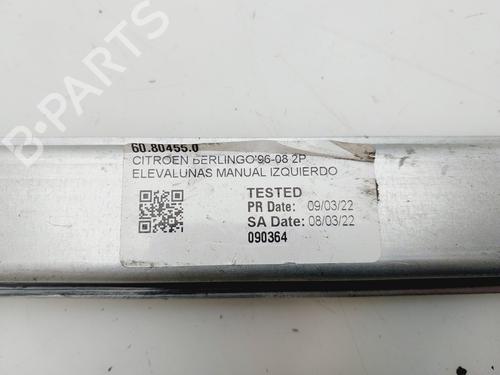 60.80455.0
CITROEN BERLINGO'96-08 2P
ELEVALUNAS MANUAL IZQUIERDO
TESTED
PR Date: 09/03/22
SA Date: 08/03/22
090364
B-PARTS